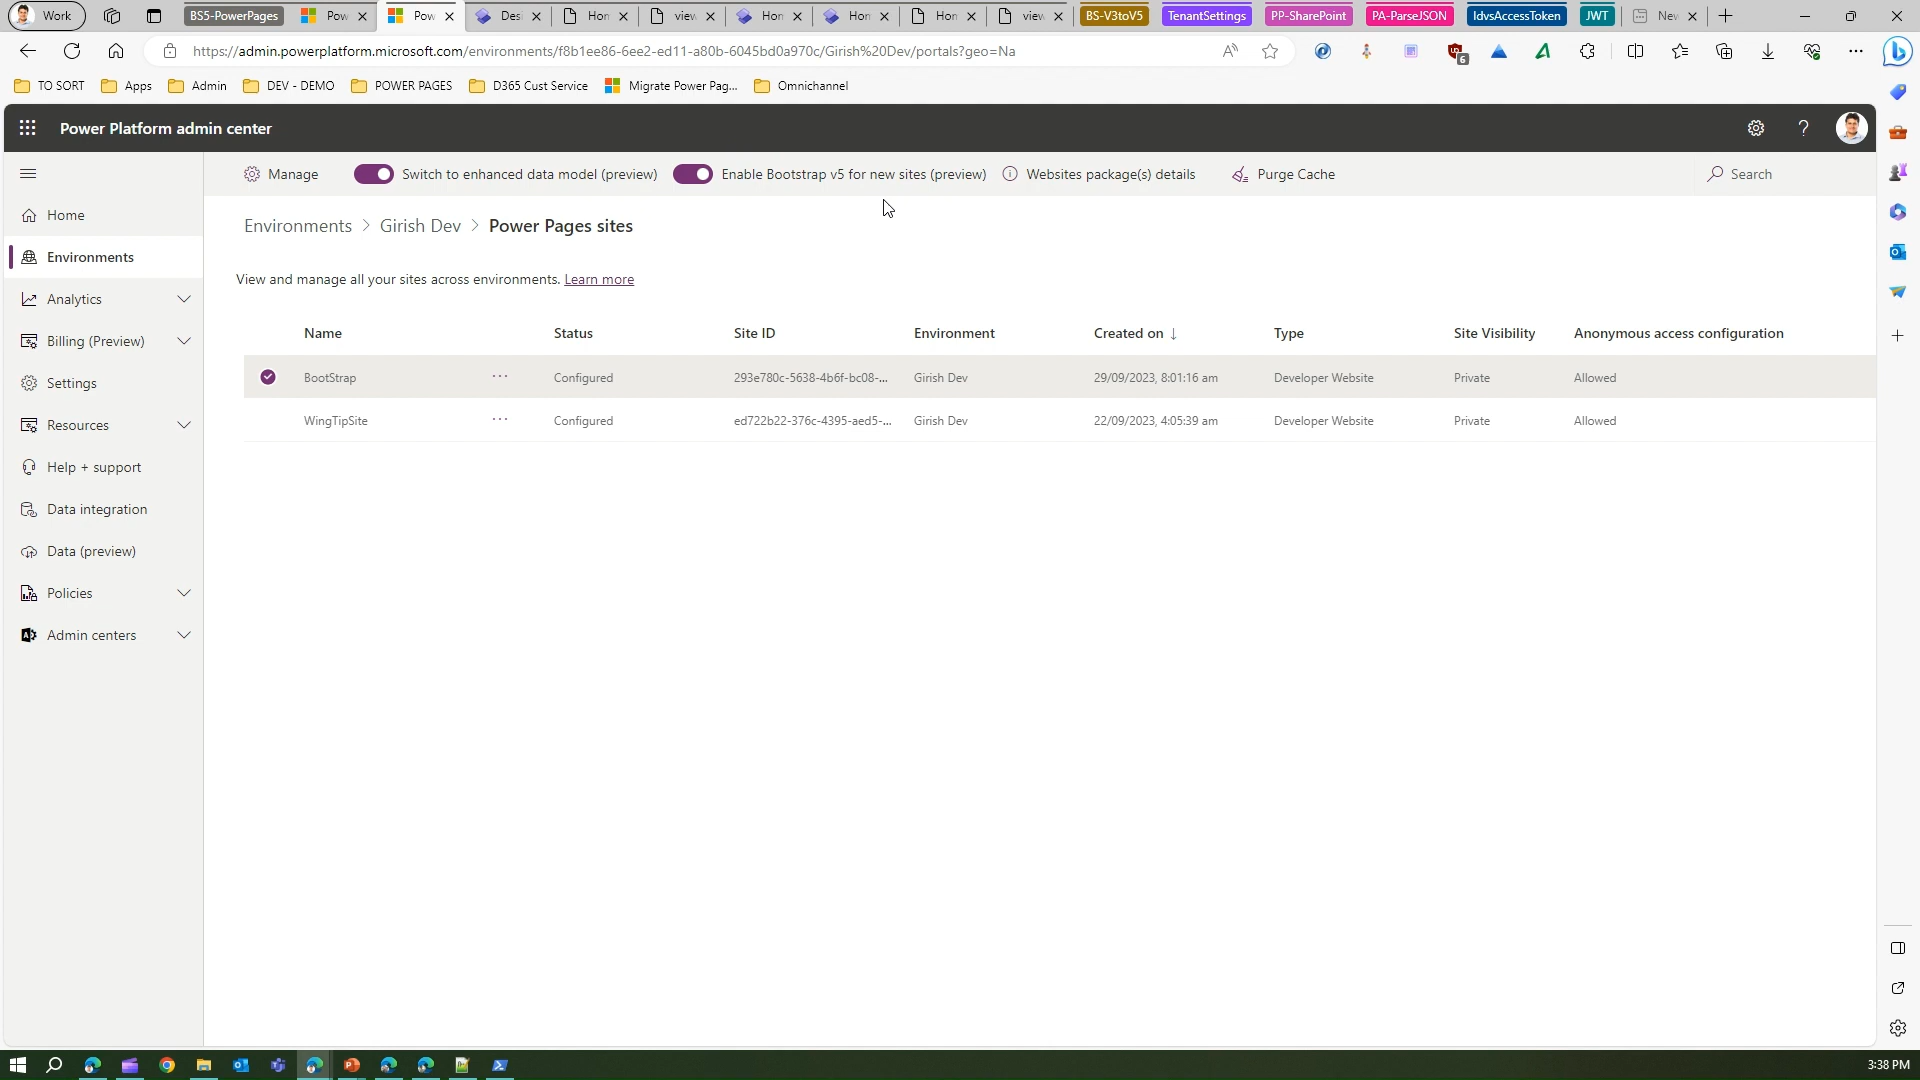 Work
BS5-PowerPages
Pow
Pow
Desi
Hon
view
Hon
Hon
Hon
view
BS-V3toV5
TenantSettings
PP-SharePoint
PA-ParseJSON
IdvsAccessToken
JWT
New
https://admin.powerplatform.microsoft.com/environments/f8b1ee86-6ee2-ed11-a80b-6045bd0a970c/Girish%20Dev/portals?geo=Na
6
TO SORT
Apps
Admin
DEV - DEMO
POWER PAGES
D365 Cust Service
Migrate Power Pag...
Omnichannel
Power Platform admin center
Manage
Switch to enhanced data model (preview)
Enable Bootstrap v5 for new sites (preview)
Websites package(s) details
Purge Cache
Search
Home
Environments
Analytics
Billing (Preview)
Settings
Resources
Help + support
Data integration
Data (preview)
Policies
Admin centers
Environments > Girish Dev > Power Pages sites
View and manage all your sites across environments. Learn more
Name Status Site ID Environment Created on ↓ Type Site Visibility Anonymous access configuration
BootStrap ... Configured 293e780c-5638-4b6f-bc08-... Girish Dev 29/09/2023, 8:01:16 am Developer Website Private Allowed
WingTipSite ... Configured ed722b22-376c-4395-aed5-... Girish Dev 22/09/2023, 4:05:39 am Developer Website Private Allowed
3:38 PM